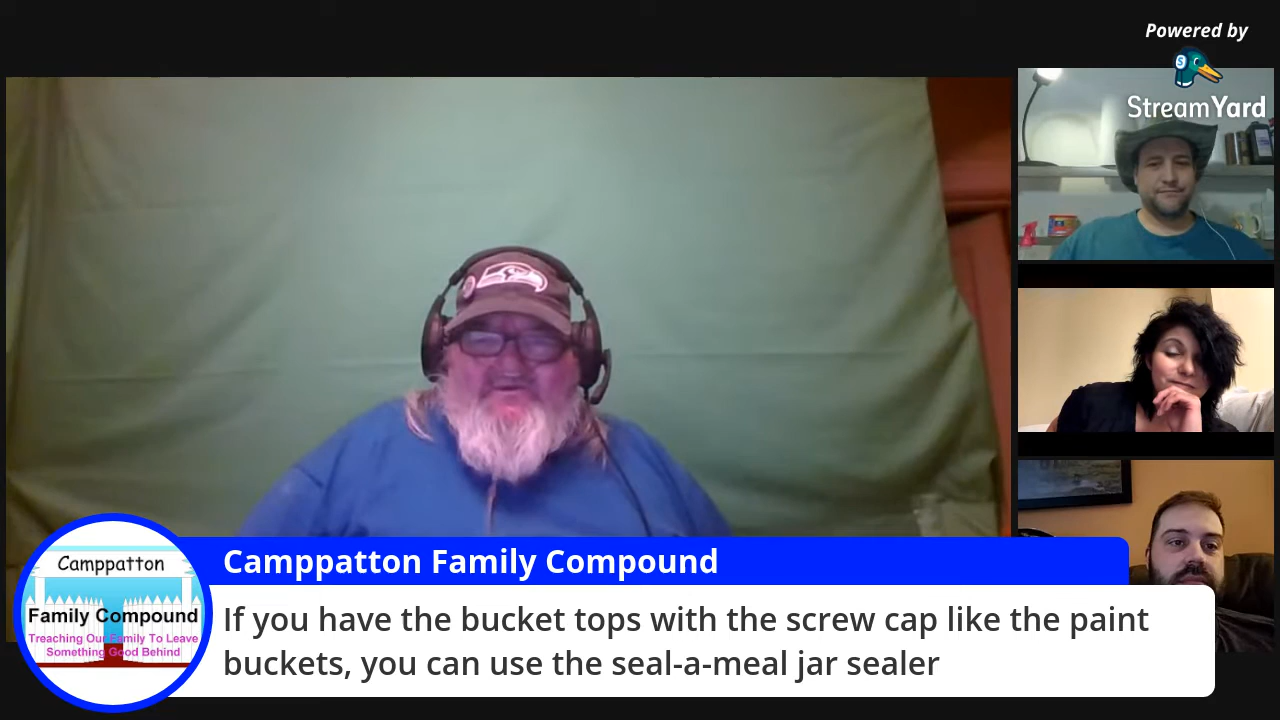 Powered by
StreamYard
Camppatton Family Compound
If you have the bucket tops with the screw cap like the paint
buckets, you can use the seal-a-meal jar sealer
Camppatton
Family Compound
Treaching Our Family To Leave
Something Good Behind